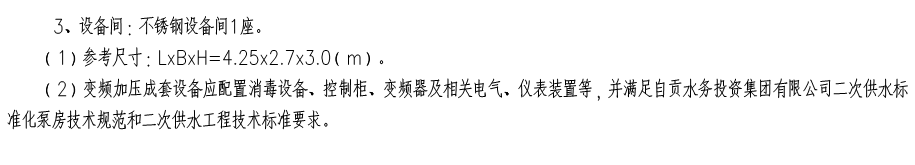 3、设备间：不锈钢设备间1座。
（1）参考尺寸：LxBxH=4.25x2.7x3.0（m）。
（2）变频加压成套设备应配置消毒设备、控制柜、变频器及相关电气、仪表装置等，并满足自贡水务投资集团有限公司二次供水标
准化泵房技术规范和二次供水工程技术标准要求。